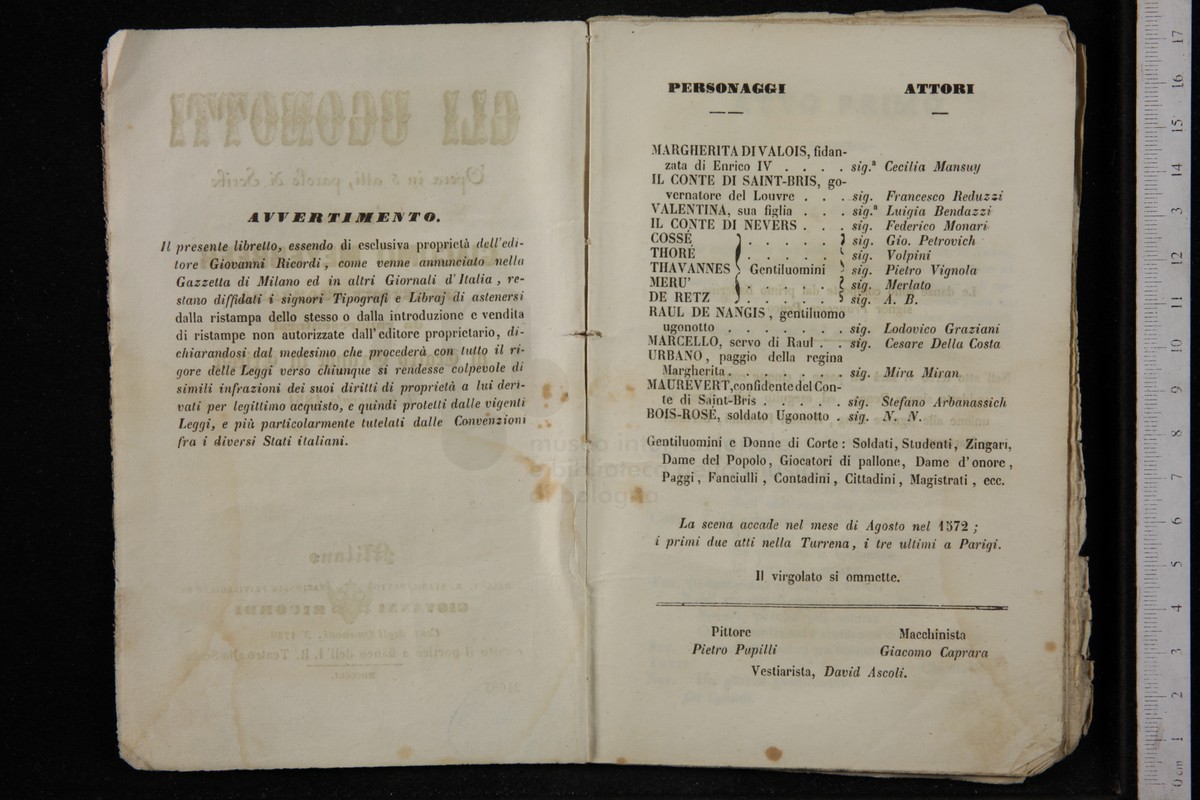 AVVERTIMENTO.
Il presente libretto, essendo di esclusiva proprietà dell'edi-
tore Giovanni Ricordi, come venne annunciato nella
Gazzetta di Milano ed in altri Giornali d'Italia, re-
stano diffidati i signori Tipografi e Libraj di astenersi
dalla ristampa dello stesso o dalla introduzione e vendita
di ristampe non autorizzate dall'editore proprietario, di-
chiarandosi dal medesimo che procederà con tutto il ri-
gore delle Leggi verso chiunque si rendesse colpevole di
simili infrazioni dei suoi diritti di proprietà a lui deri-
vati per legittimo acquisto, e quindi protetti dalle vigenti
Leggi, e più particolarmente tutelati dalle Convenzioni
fra i diversi Stati italiani.
PERSONAGGI ATTORI
MARGHERITA DI VALOIS, fidan-
zata di Enrico IV . . . . sig.ª Cecilia Mansuy
IL CONTE DI SAINT-BRIS, go-
vernatore del Louvre . . . sig. Francesco Reduzzi
VALENTINA, sua figlia . . . sig.ª Luigia Bendazzi
IL CONTE DI NEVERS . . . sig. Federico Monari
COSSÉ . . . . . sig. Gio. Petrovich
THORÉ . . . . . sig. Volpini
THAVANNES Gentiluomini sig. Pietro Vignola
MERU' . . . . . sig. Merlato
DE RETZ . . . . . sig. A. B.
RAUL DE NANGIS, gentiluomo
ugonotto . . . . . . . sig. Lodovico Graziani
MARCELLO, servo di Raul . . sig. Cesare Della Costa
URBANO, paggio della regina
Margherita . . . . . . . sig. Mira Miran.
MAUREVERT, confidente del Con-
te di Saint-Bris . . . . . sig. Stefano Arbanassich
BOIS-ROSÉ, soldato Ugonotto . sig. N. N.
Gentiluomini e Donne di Corte: Soldati, Studenti, Zingari,
Dame del Popolo, Giocatori di pallone, Dame d'onore,
Paggi, Fanciulli, Contadini, Cittadini, Magistrati, ecc.
La scena accade nel mese di Agosto nel 1572;
i primi due atti nella Turrena, i tre ultimi a Parigi.
Il virgolato si ommette.
Pittore Macchinista
Pietro Pupilli Giacomo Caprara
Vestiarista, David Ascoli.